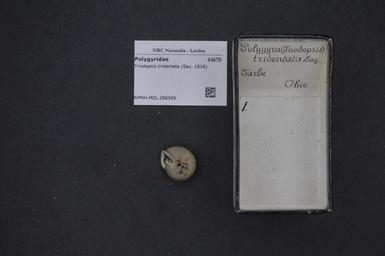 NBC Naturalis - Leiden
Polygyridae 43670
Triodopsis tridentata (Say, 1816)
RMNH.MOL.286569
Polygyra (Triodopsis)
tridentata Say.
Ohio
1.